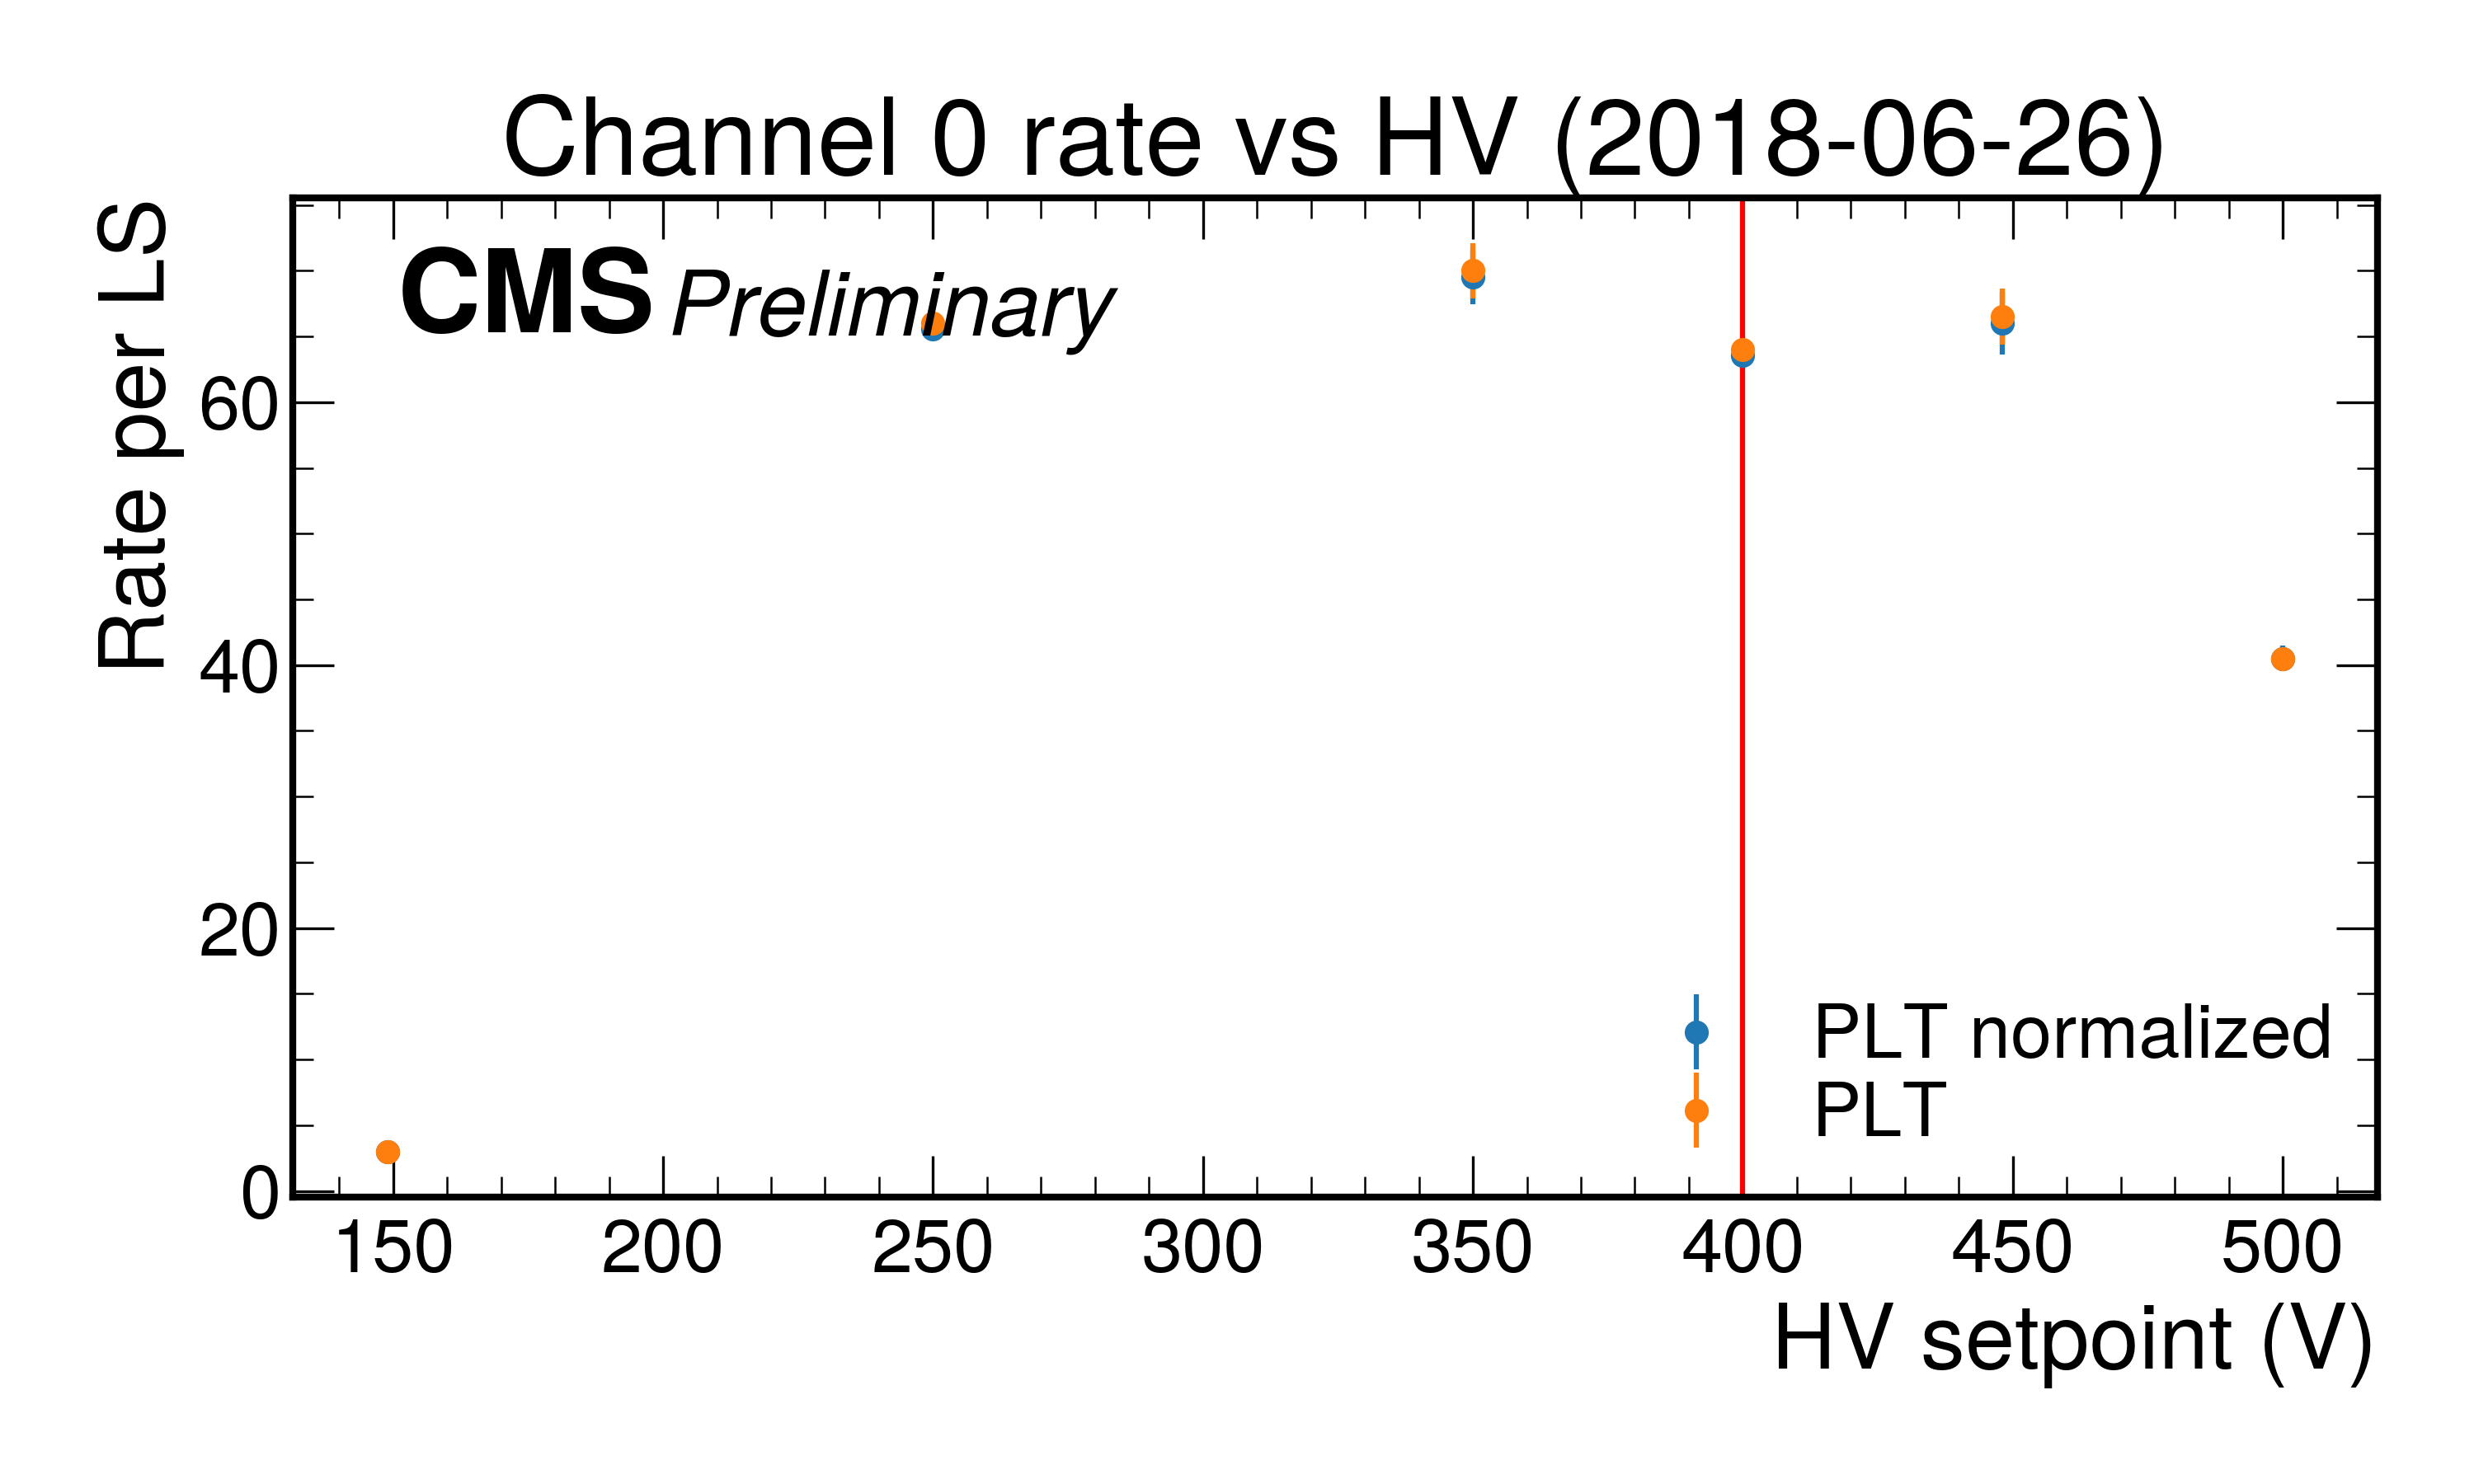 Channel 0 rate vs HV (2018-06-26)
CMS Preliminary
Rate per LS
60
40
20
0
PLT normalized
PLT
150 200 250 300 350 400 450 500
HV setpoint (V)